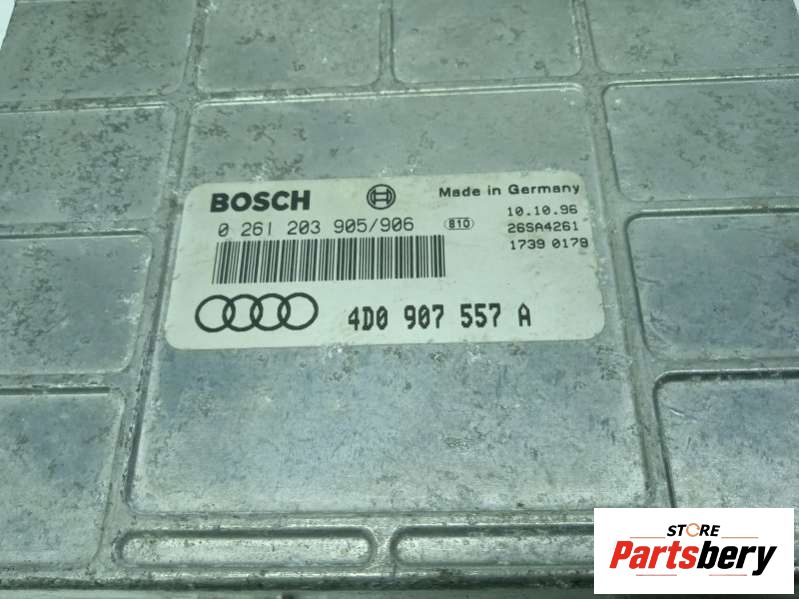 BOSCH
Made in Germany
0 261 203 905/906
810
10.10.96
26SA4261
1739 0179
4D0 907 557 A
STORE
Partsbery